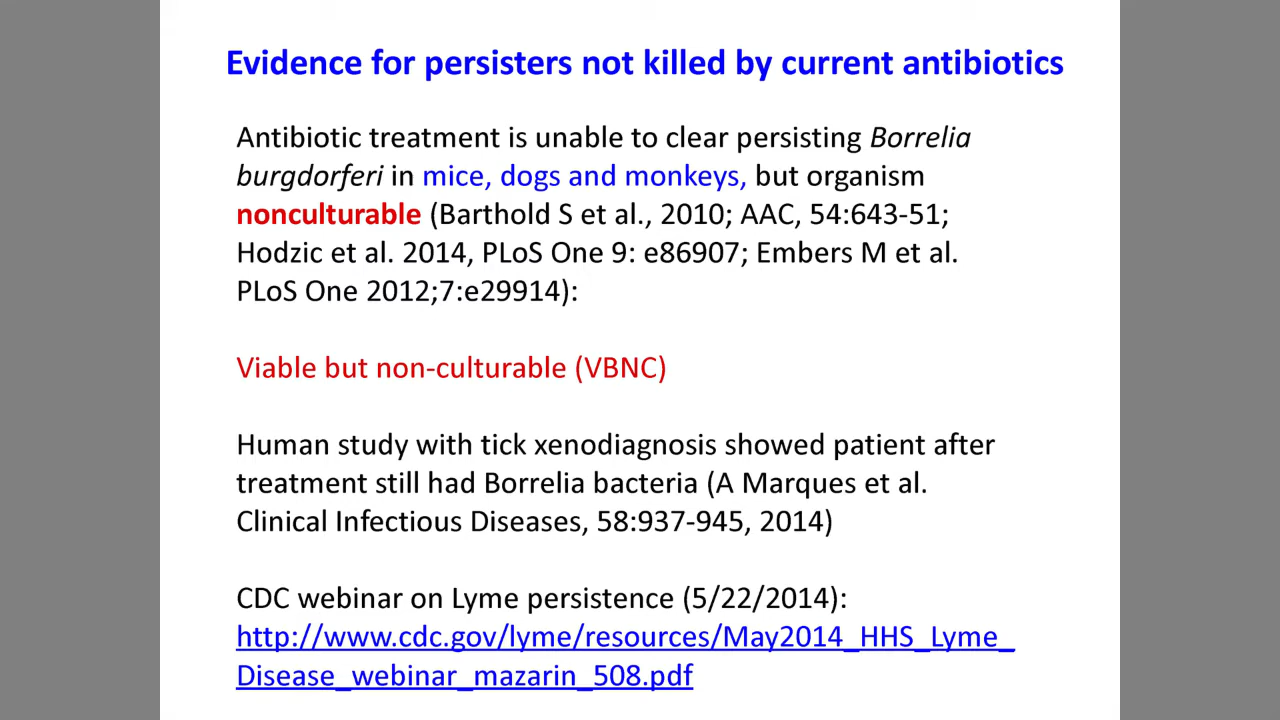 Evidence for persisters not killed by current antibiotics
Antibiotic treatment is unable to clear persisting Borrelia
burgdorferi in mice, dogs and monkeys, but organism
nonculturable (Barthold S et al., 2010; AAC, 54:643-51;
Hodzic et al. 2014, PLoS One 9: e86907; Embers M et al.
PLoS One 2012;7:e29914):
Viable but non-culturable (VBNC)
Human study with tick xenodiagnosis showed patient after
treatment still had Borrelia bacteria (A Marques et al.
Clinical Infectious Diseases, 58:937-945, 2014)
CDC webinar on Lyme persistence (5/22/2014):
http://www.cdc.gov/lyme/resources/May2014_HHS_Lyme_
Disease_webinar_mazarin_508.pdf